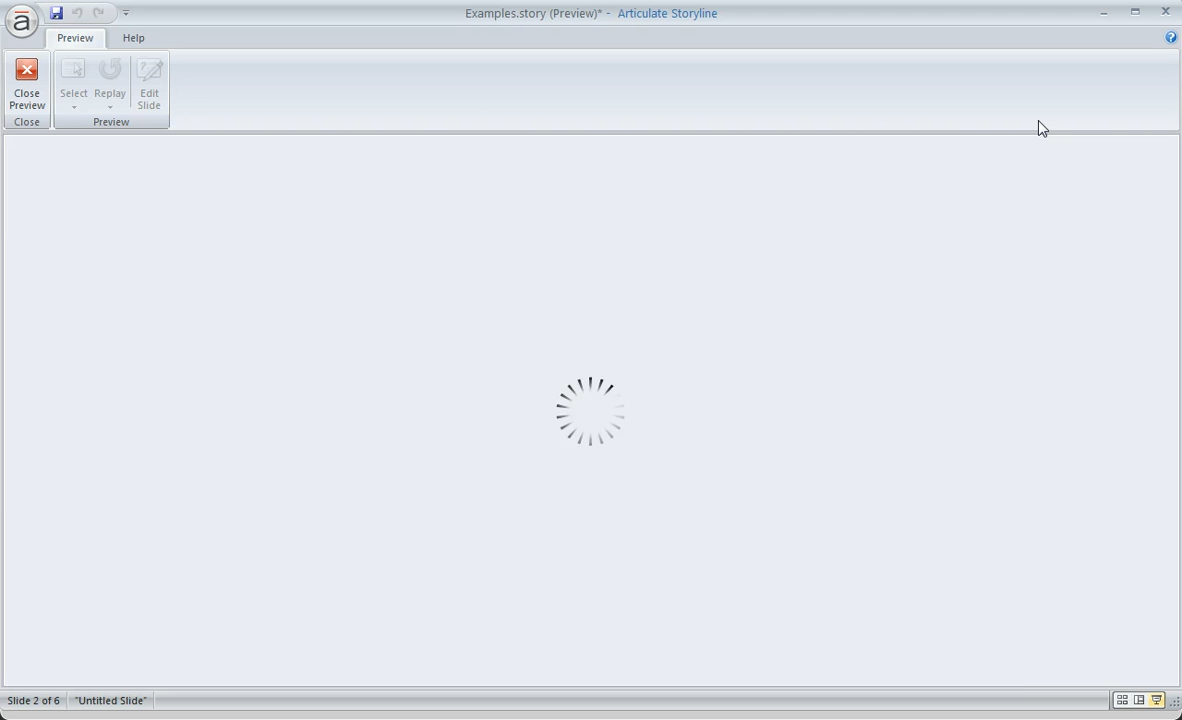 Examples.story (Preview)* - Articulate Storyline
Preview Help
Close Preview
Select
Replay
Edit Slide
Close
Preview
Slide 2 of 6 "Untitled Slide"